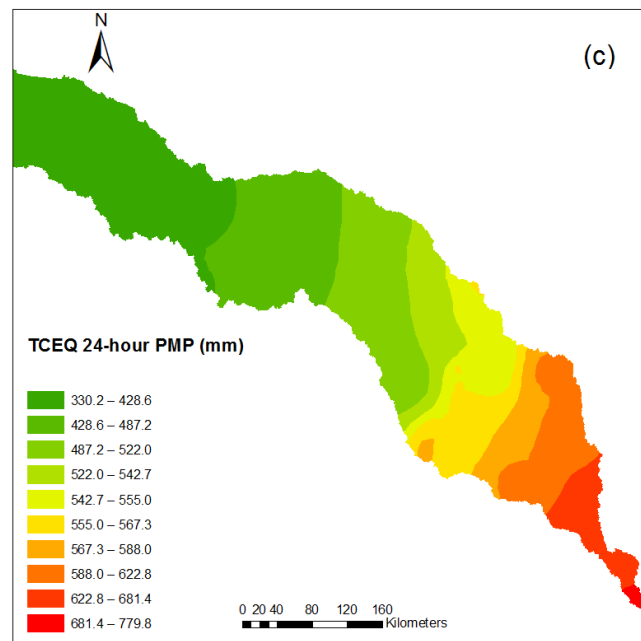 N
(c)
TCEQ 24-hour PMP (mm)
330.2 – 428.6
428.6 – 487.2
487.2 – 522.0
522.0 – 542.7
542.7 – 555.0
555.0 – 567.3
567.3 – 588.0
588.0 – 622.8
622.8 – 681.4
681.4 – 779.8
0 20 40 80 120 160
Kilometers